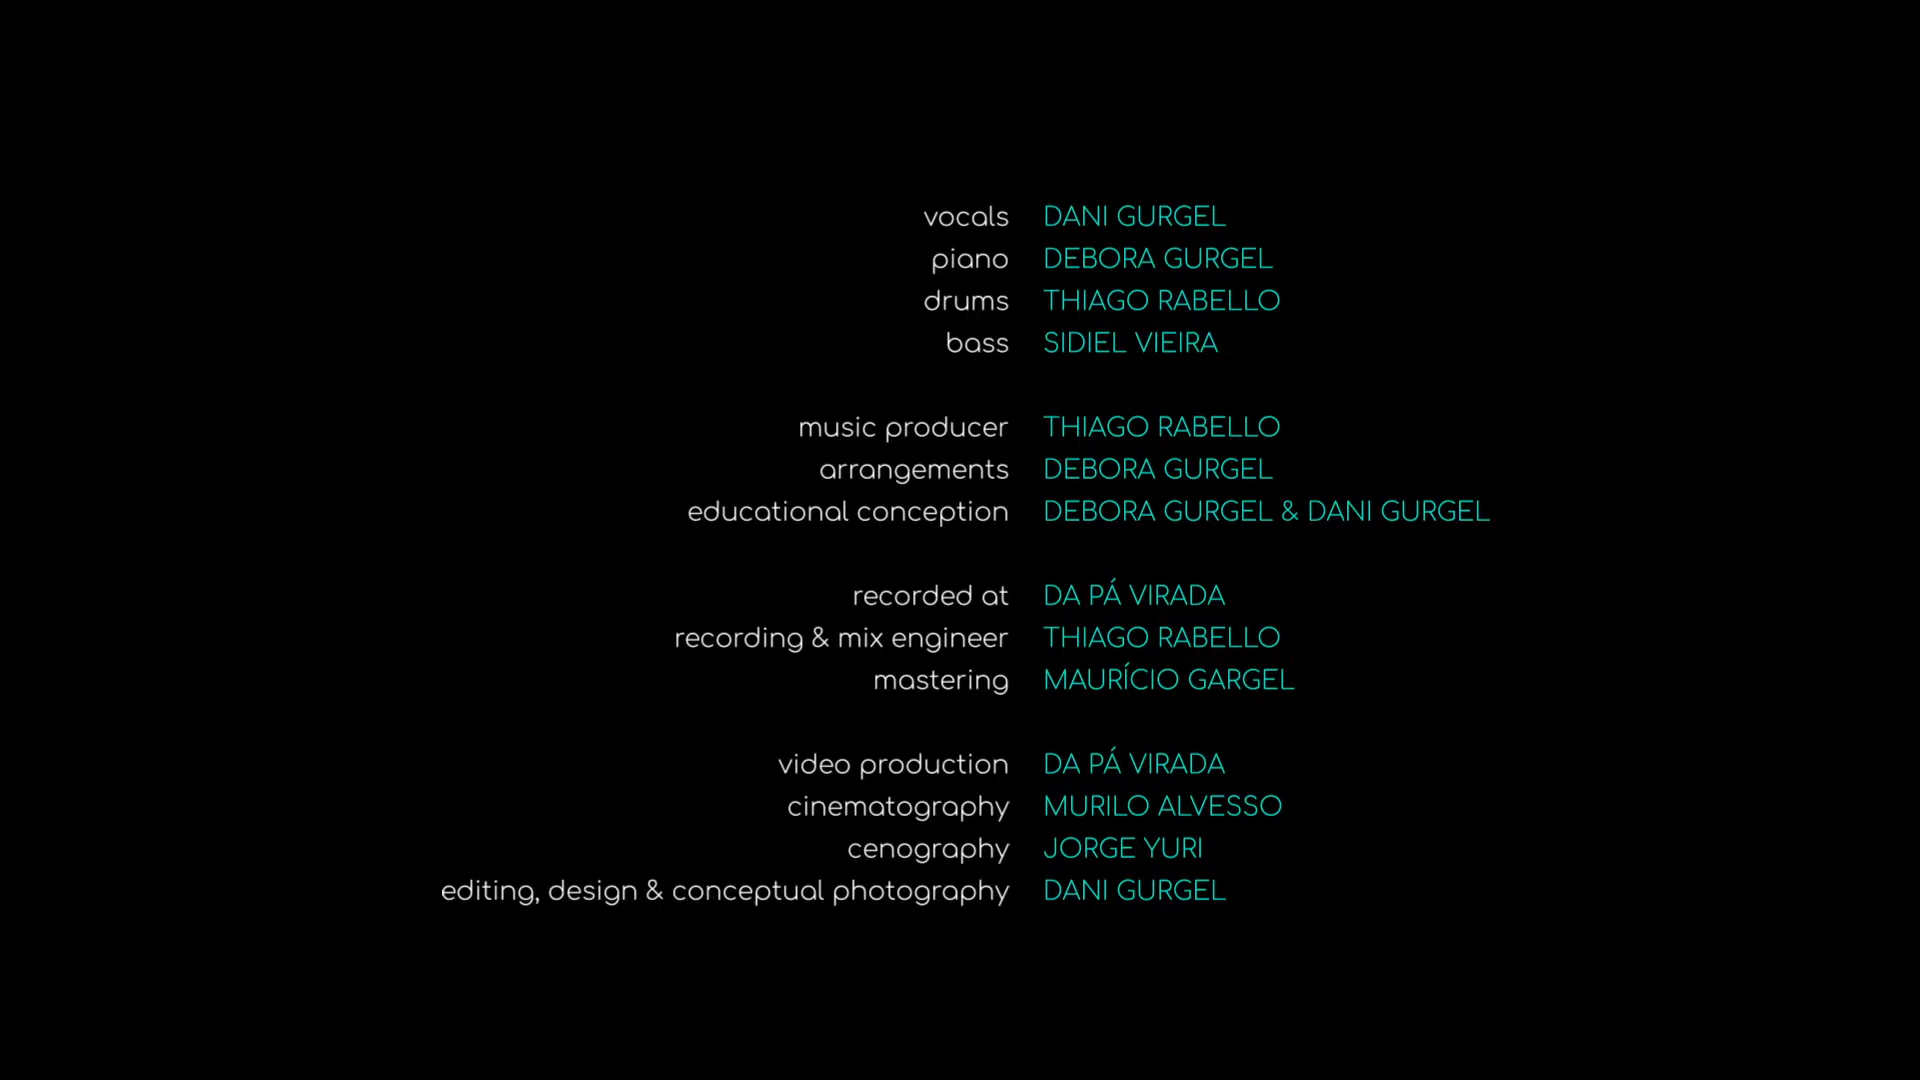 vocals DANI GURGEL
piano DEBORA GURGEL
drums THIAGO RABELLO
bass SIDIEL VIEIRA
music producer THIAGO RABELLO
arrangements DEBORA GURGEL
educational conception DEBORA GURGEL & DANI GURGEL
recorded at DA PÁ VIRADA
recording & mix engineer THIAGO RABELLO
mastering MAURÍCIO GARGEL
video production DA PÁ VIRADA
cinematography MURILO ALVESSO
cenography JORGE YURI
editing, design & conceptual photography DANI GURGEL